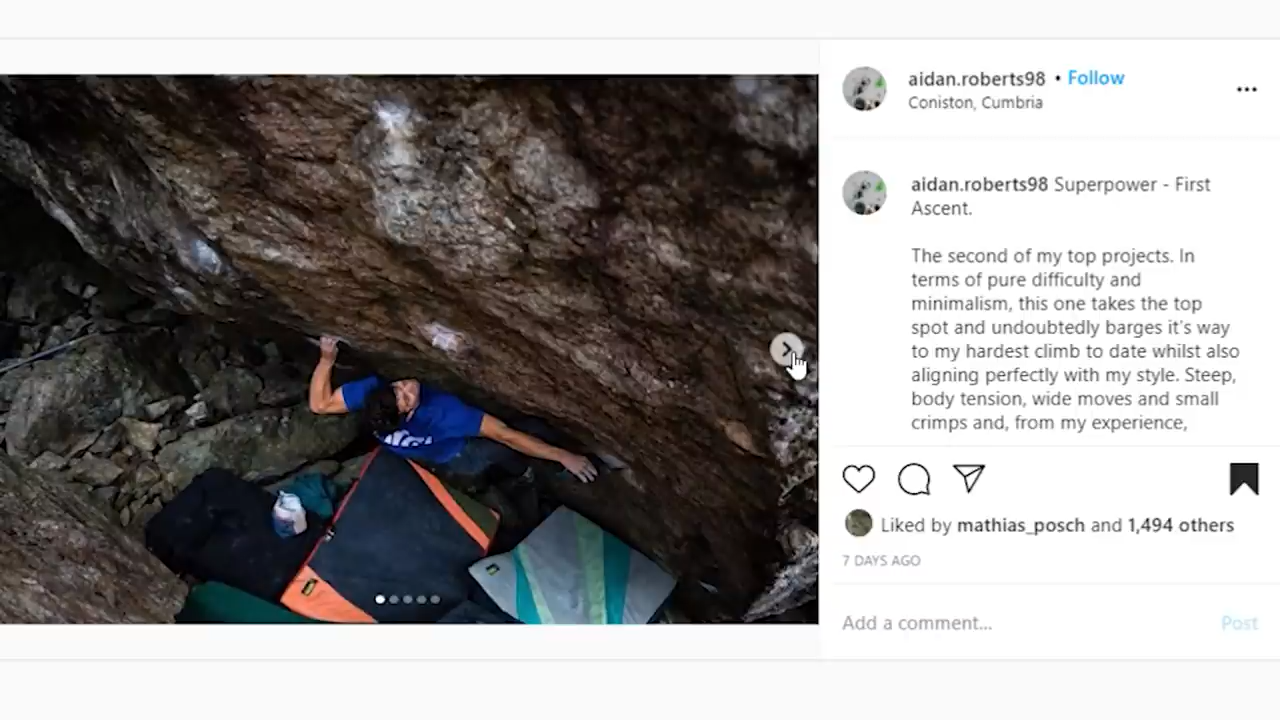 aidan.roberts98 • Follow
Coniston, Cumbria
aidan.roberts98 Superpower - First
Ascent.
The second of my top projects. In
terms of pure difficulty and
minimalism, this one takes the top
spot and undoubtedly barges it's way
to my hardest climb to date whilst also
aligning perfectly with my style. Steep,
body tension, wide moves and small
crimps and, from my experience,
Liked by mathias_posch and 1,494 others
7 DAYS AGO
Add a comment... Post